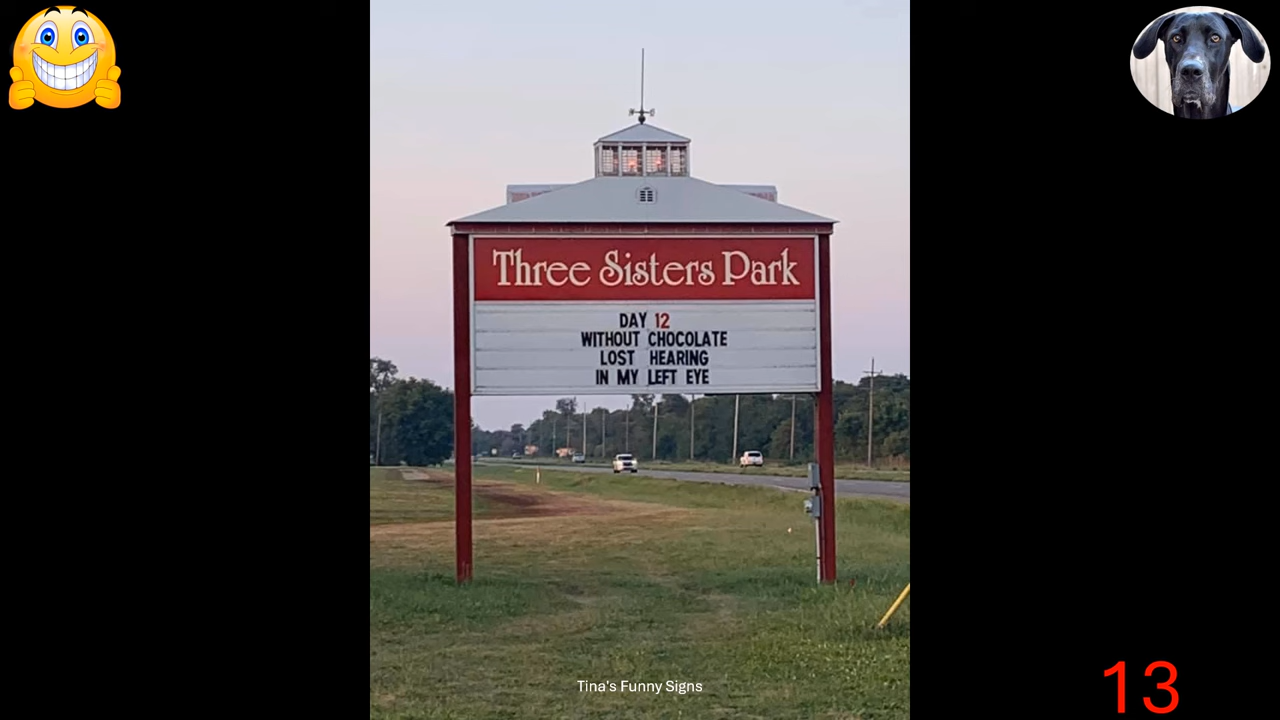 Three Sisters Park
DAY 12
WITHOUT CHOCOLATE
LOST HEARING
IN MY LEFT EYE
Tina's Funny Signs
13